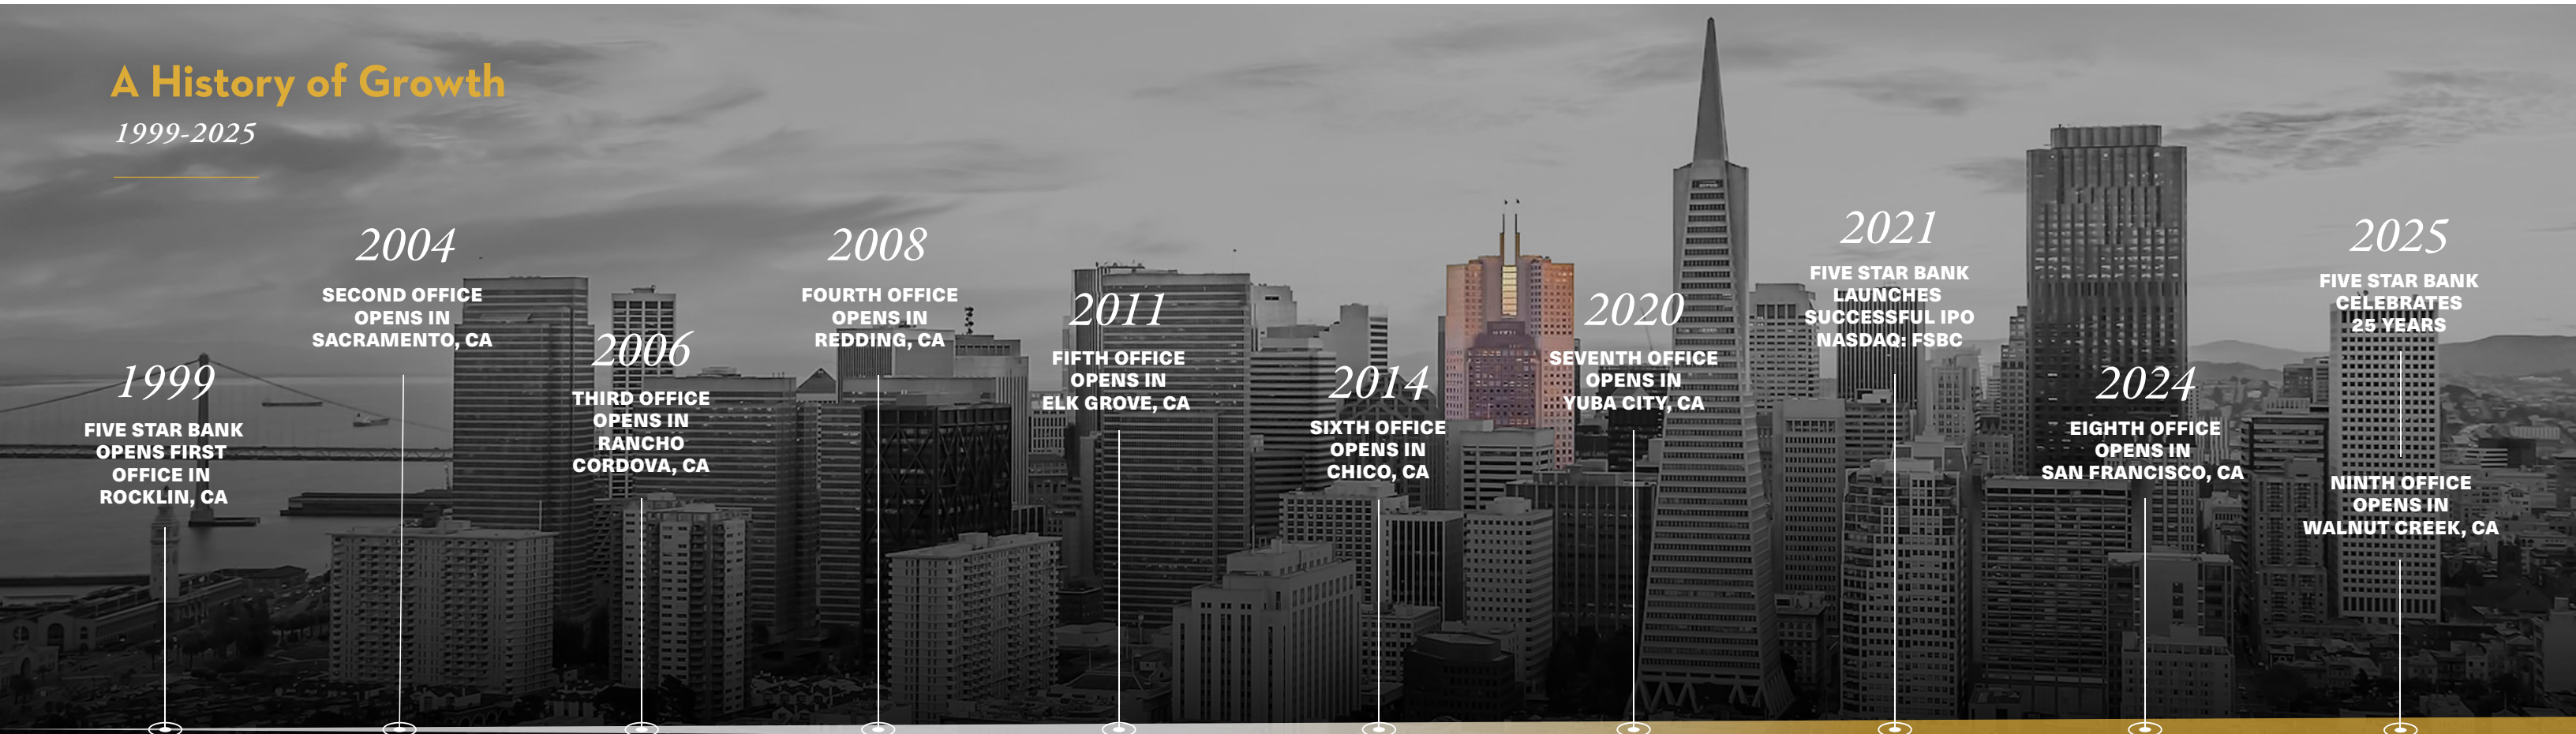 A History of Growth
1999-2025
1999
FIVE STAR BANK
OPENS FIRST
OFFICE IN
ROCKLIN, CA
2004
SECOND OFFICE
OPENS IN
SACRAMENTO, CA
2006
THIRD OFFICE
OPENS IN
RANCHO
CORDOVA, CA
2008
FOURTH OFFICE
OPENS IN
REDDING, CA
2011
FIFTH OFFICE
OPENS IN
ELK GROVE, CA
2014
SIXTH OFFICE
OPENS IN
CHICO, CA
2020
SEVENTH OFFICE
OPENS IN
YUBA CITY, CA
2021
FIVE STAR BANK
LAUNCHES
SUCCESSFUL IPO
NASDAQ: FSBC
2024
EIGHTH OFFICE
OPENS IN
SAN FRANCISCO, CA
2025
FIVE STAR BANK
CELEBRATES
25 YEARS
NINTH OFFICE
OPENS IN
WALNUT CREEK, CA